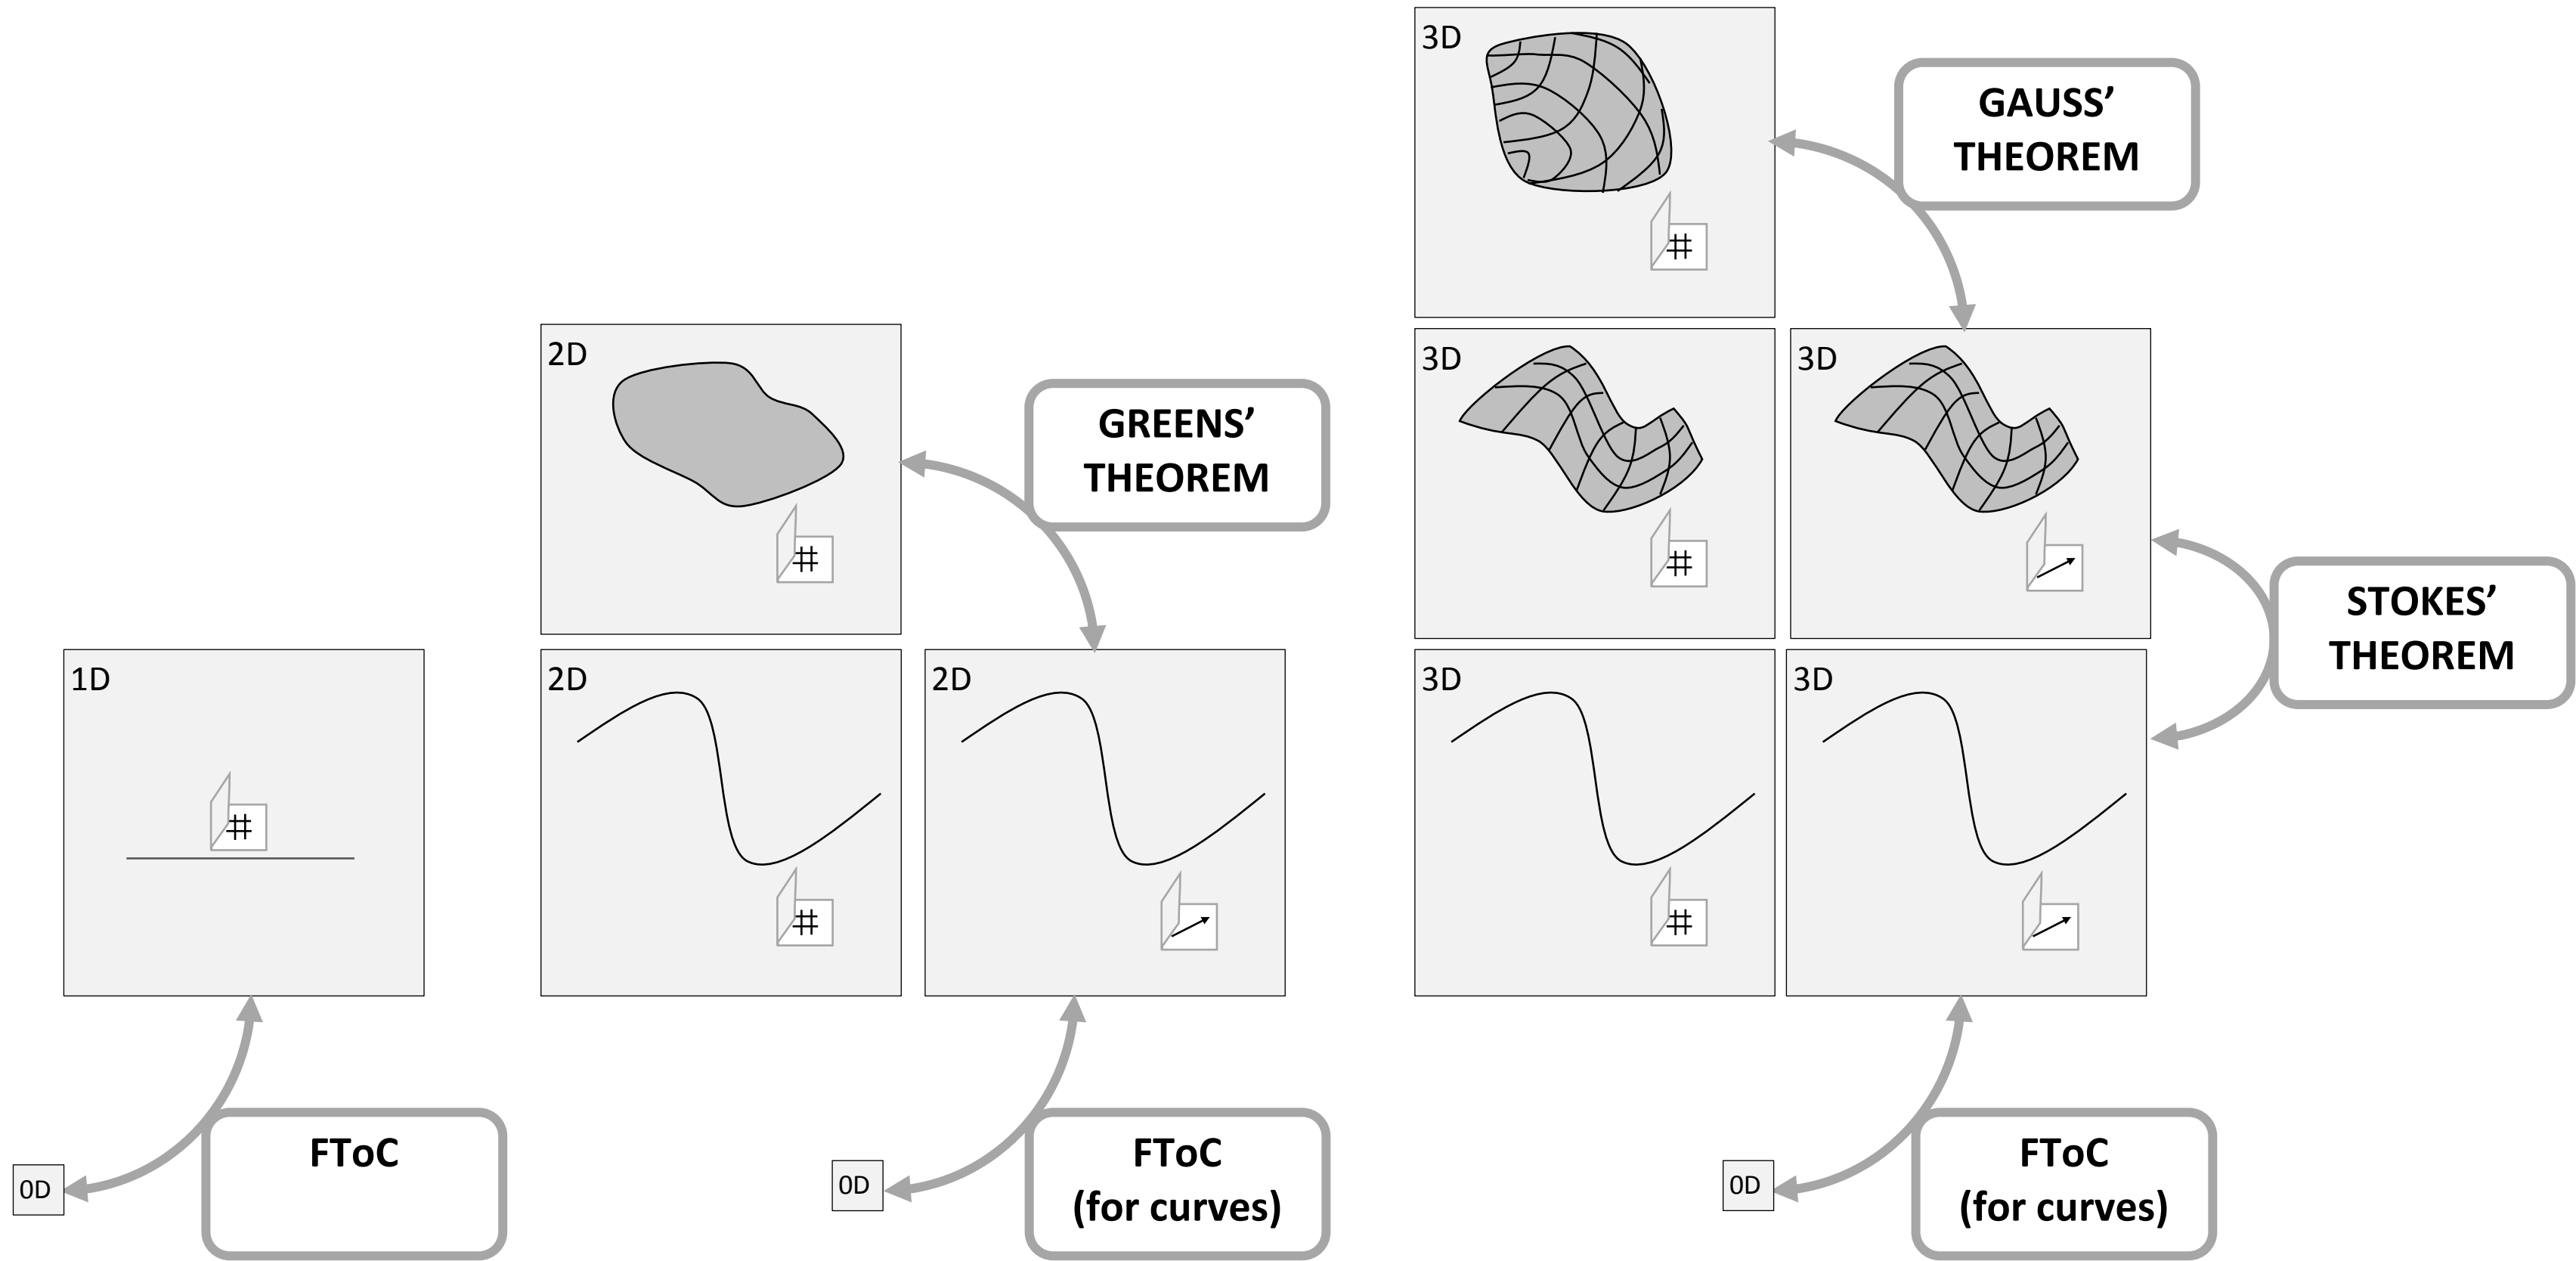 3D
GAUSS’
THEOREM
2D
GREENS’
THEOREM
3D
3D
STOKES’
THEOREM
1D
#
2D
#
2D
3D
#
3D
#
#
#
FToC
0D
FToC
(for curves)
0D
FToC
(for curves)
0D